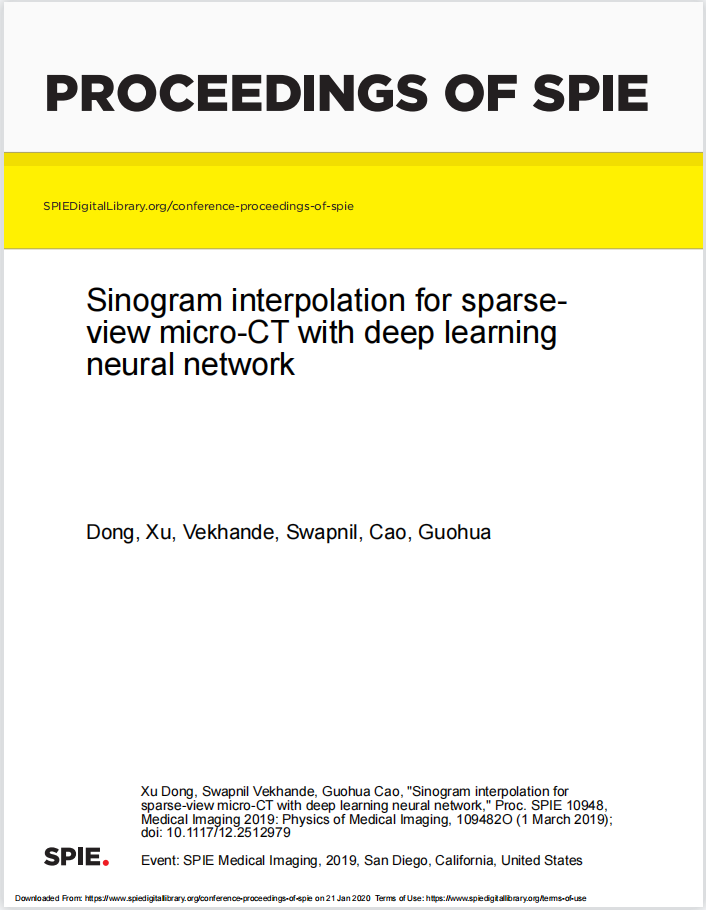 PROCEEDINGS OF SPIE
SPIEDigitalLibrary.org/conference-proceedings-of-spie
Sinogram interpolation for sparse-
view micro-CT with deep learning
neural network
Dong, Xu, Vekhande, Swapnil, Cao, Guohua
Xu Dong, Swapnil Vekhande, Guohua Cao, "Sinogram interpolation for
sparse-view micro-CT with deep learning neural network," Proc. SPIE 10948,
Medical Imaging 2019: Physics of Medical Imaging, 109482O (1 March 2019);
doi: 10.1117/12.2512979
SPIE.
Event: SPIE Medical Imaging, 2019, San Diego, California, United States
Downloaded From: https://www.spiedigitallibrary.org/conference-proceedings-of-spie on 21 Jan 2020 Terms of Use: https://www.spiedigitallibrary.org/terms-of-use